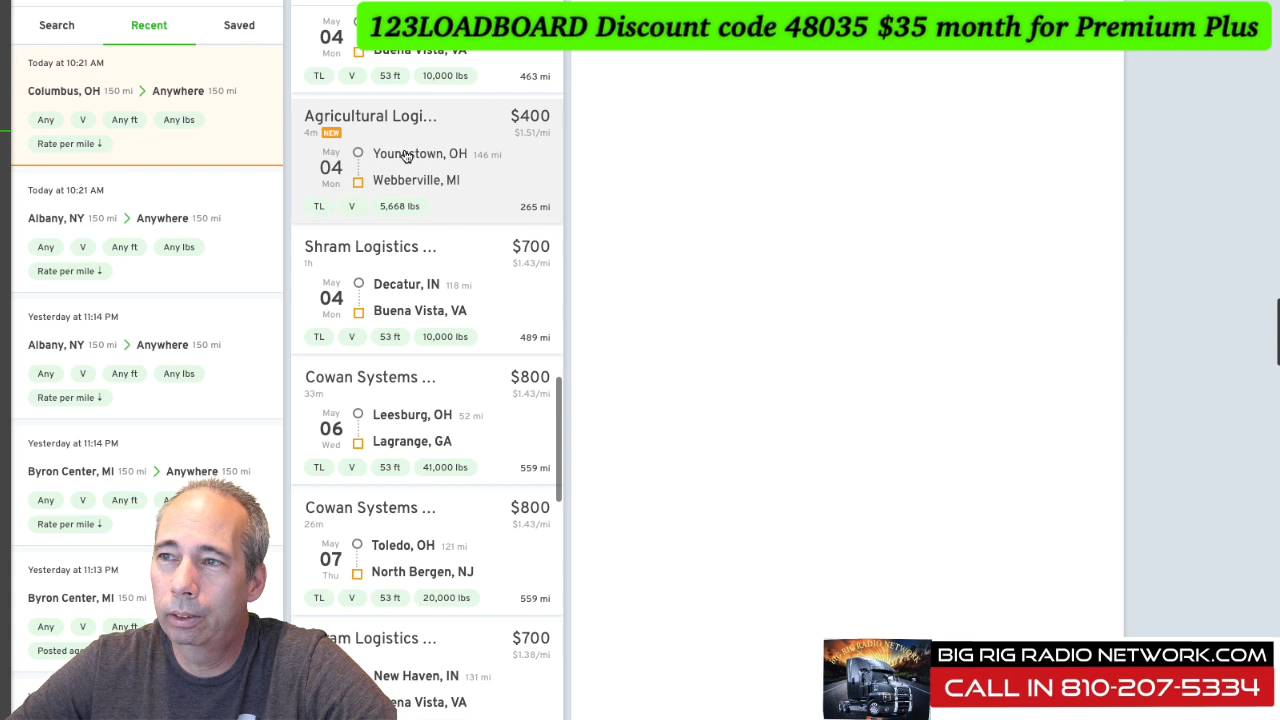 123LOADBOARD Discount code 48035 $35 month for Premium Plus
Search Recent Saved
Today at 10:21 AM
Columbus, OH 150 mi Anywhere 150 mi
Any V Any ft Any lbs
Rate per mile ↓
Today at 10:21 AM
Albany, NY 150 mi Anywhere 150 mi
Any V Any ft Any lbs
Rate per mile ↓
Yesterday at 11:14 PM
Albany, NY 150 mi Anywhere 150 mi
Any V Any ft Any lbs
Rate per mile ↓
Yesterday at 11:14 PM
Byron Center, MI 150 mi Anywhere 150 mi
Any V Any ft
Rate per mile ↓
Yesterday at 11:13 PM
Byron Center, MI
Any V Any
Posted
May
04
Mon
Buena Vista, VA
TL V 53 ft 10,000 lbs 463 mi
Agricultural Logi... $400
4m NEW $1.51/mi
May
04
Mon
Youngstown, OH 146 mi
Webberville, MI
TL V 5,668 lbs 265 mi
Shram Logistics ... $700
1h $1.43/mi
May
04
Mon
Decatur, IN 118 mi
Buena Vista, VA
TL V 53 ft 10,000 lbs 489 mi
Cowan Systems ... $800
33m $1.43/mi
May
06
Wed
Leesburg, OH 52 mi
Lagrange, GA
TL V 53 ft 41,000 lbs 559 mi
Cowan Systems ... $800
26m $1.43/mi
May
07
Thu
Toledo, OH 121 mi
North Bergen, NJ
TL V 53 ft 20,000 lbs 559 mi
Logistics ... $700
$1.38/mi
New Haven, IN 131 mi
Buena Vista, VA
BIG RIG RADIO NETWORK.COM
CALL IN 810-207-5334